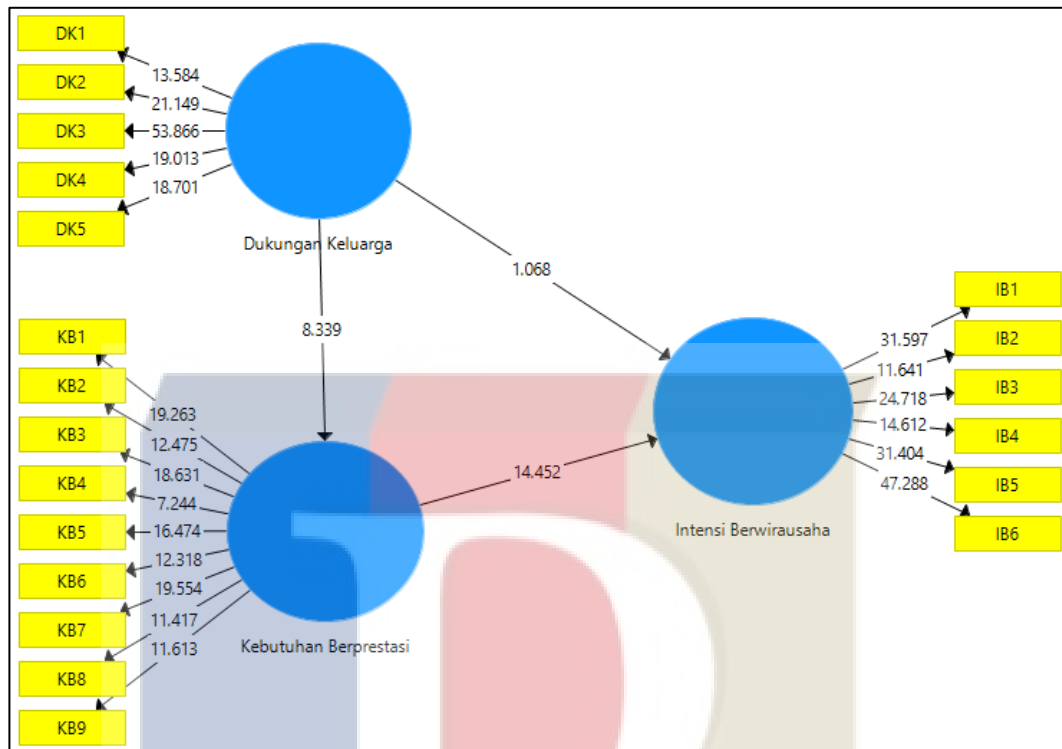 DK1
DK2
DK3
DK4
DK5
13.584
21.149
53.866
19.013
18.701
Dukungan Keluarga
1.068
8.339
KB1
KB2
KB3
KB4
KB5
KB6
KB7
KB8
KB9
19.263
12.475
18.631
7.244
16.474
12.318
19.554
11.417
11.613
Kebutuhan Berprestasi
14.452
Intensi Berwirausaha
31.597
11.641
24.718
14.612
31.404
47.288
IB1
IB2
IB3
IB4
IB5
IB6